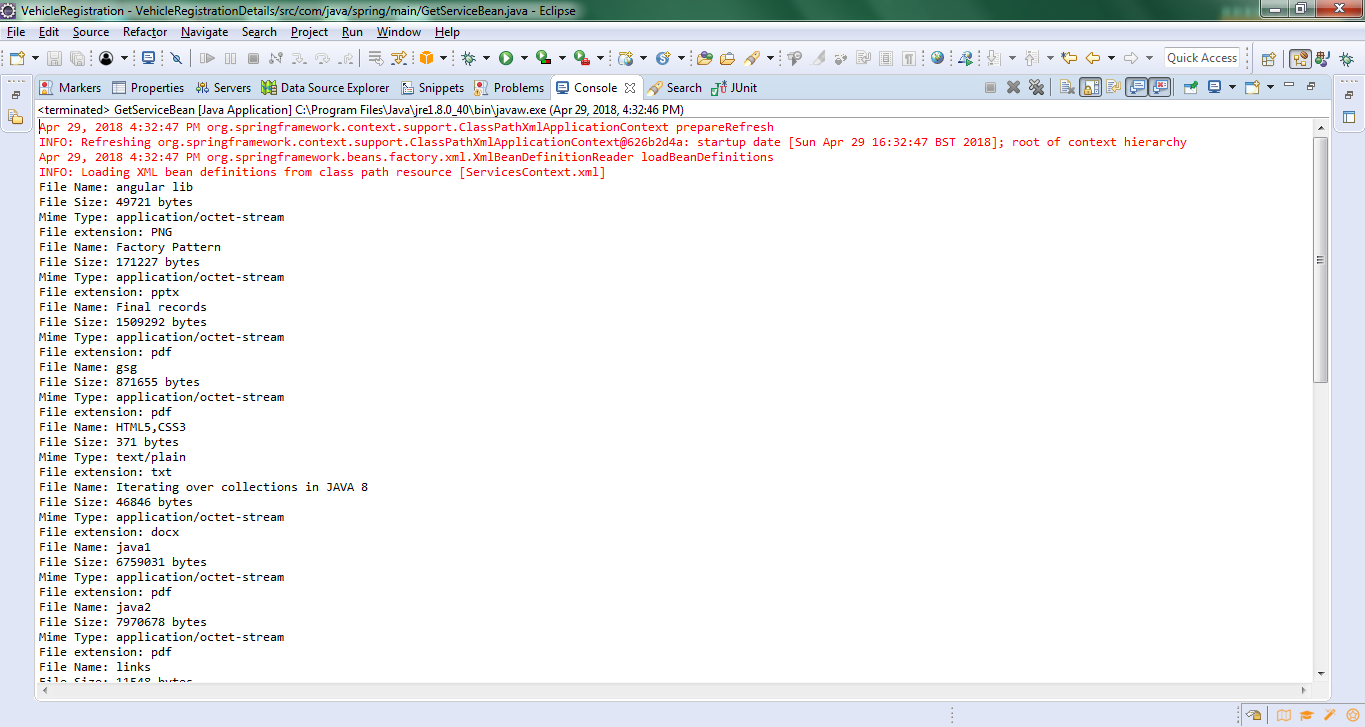 VehicleRegistration - VehicleRegistrationDetails/src/com/java/spring/main/GetServiceBean.java - Eclipse
File Edit Source Refactor Navigate Search Project Run Window Help
Quick Access
Markers Properties Servers Data Source Explorer Snippets Problems Console Search JUnit
<terminated> GetServiceBean [Java Application] C:\Program Files\Java\jre1.8.0_40\bin\javaw.exe (Apr 29, 2018, 4:32:46 PM)
Apr 29, 2018 4:32:47 PM org.springframework.context.support.ClassPathXmlApplicationContext prepareRefresh
INFO: Refreshing org.springframework.context.support.ClassPathXmlApplicationContext@626b2d4a: startup date [Sun Apr 29 16:32:47 BST 2018]; root of context hierarchy
Apr 29, 2018 4:32:47 PM org.springframework.beans.factory.xml.XmlBeanDefinitionReader loadBeanDefinitions
INFO: Loading XML bean definitions from class path resource [ServicesContext.xml]
File Name: angular lib
File Size: 49721 bytes
Mime Type: application/octet-stream
File extension: PNG
File Name: Factory Pattern
File Size: 171227 bytes
Mime Type: application/octet-stream
File extension: pptx
File Name: Final records
File Size: 1509292 bytes
Mime Type: application/octet-stream
File extension: pdf
File Name: gsg
File Size: 871655 bytes
Mime Type: application/octet-stream
File extension: pdf
File Name: HTML5,CSS3
File Size: 371 bytes
Mime Type: text/plain
File extension: txt
File Name: Iterating over collections in JAVA 8
File Size: 46846 bytes
Mime Type: application/octet-stream
File extension: docx
File Name: java1
File Size: 6759031 bytes
Mime Type: application/octet-stream
File extension: pdf
File Name: java2
File Size: 7970678 bytes
Mime Type: application/octet-stream
File extension: pdf
File Name: links
File Size: 11548 bytes